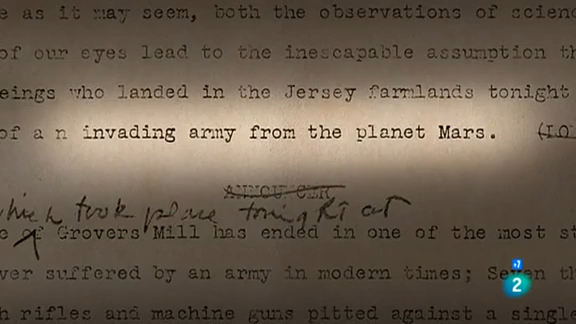 e as it may seem, both the observations of scienc
of our eyes lead to the inescapable assumption th
eings who landed in the Jersey farmlands tonight
of a n invading army from the planet Mars. (LO
ANNOUNCER
which took place tonight at
e of Grovers Mill has ended in one of the most st
ver suffered by an army in modern times; Seven th
h rifles and machine guns pitted against a single
2